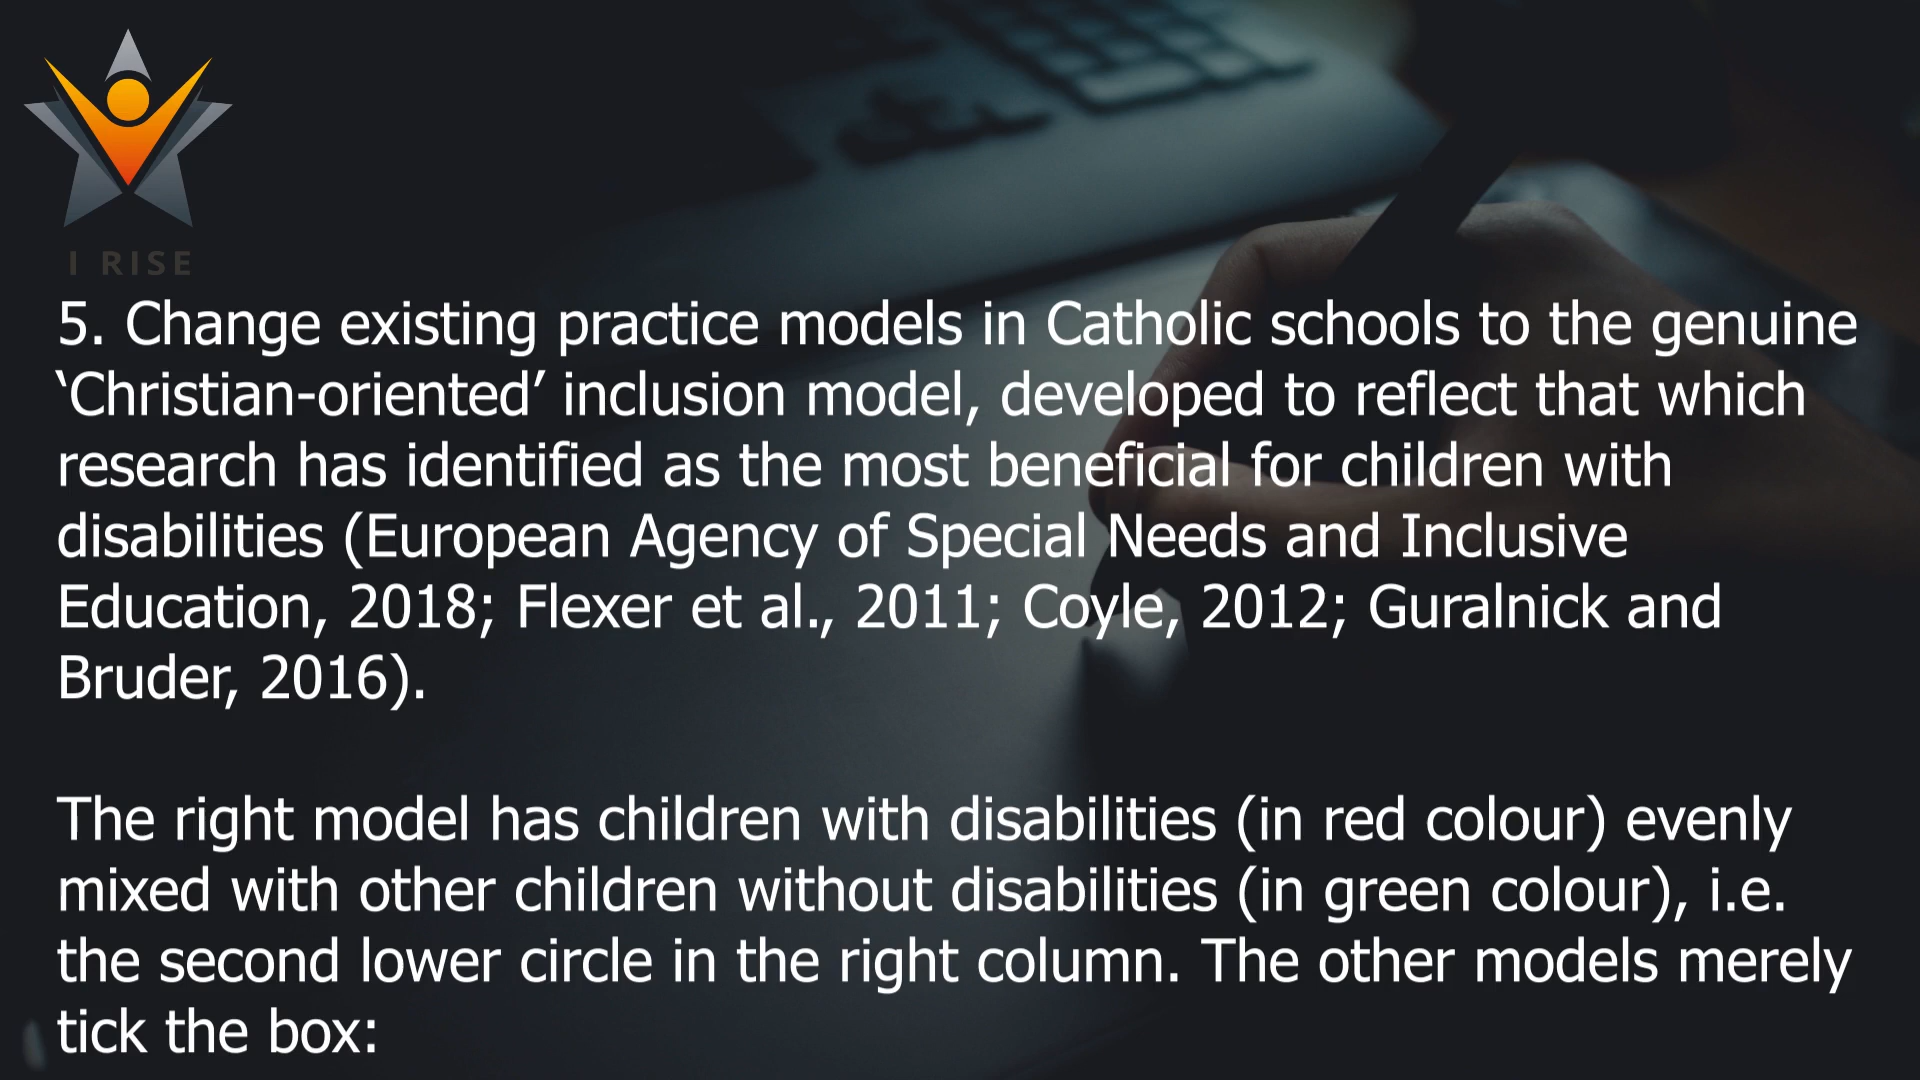 I RISE
5. Change existing practice models in Catholic schools to the genuine
‘Christian-oriented’ inclusion model, developed to reflect that which
research has identified as the most beneficial for children with
disabilities (European Agency of Special Needs and Inclusive
Education, 2018; Flexer et al., 2011; Coyle, 2012; Guralnick and
Bruder, 2016).
The right model has children with disabilities (in red colour) evenly
mixed with other children without disabilities (in green colour), i.e.
the second lower circle in the right column. The other models merely
tick the box: